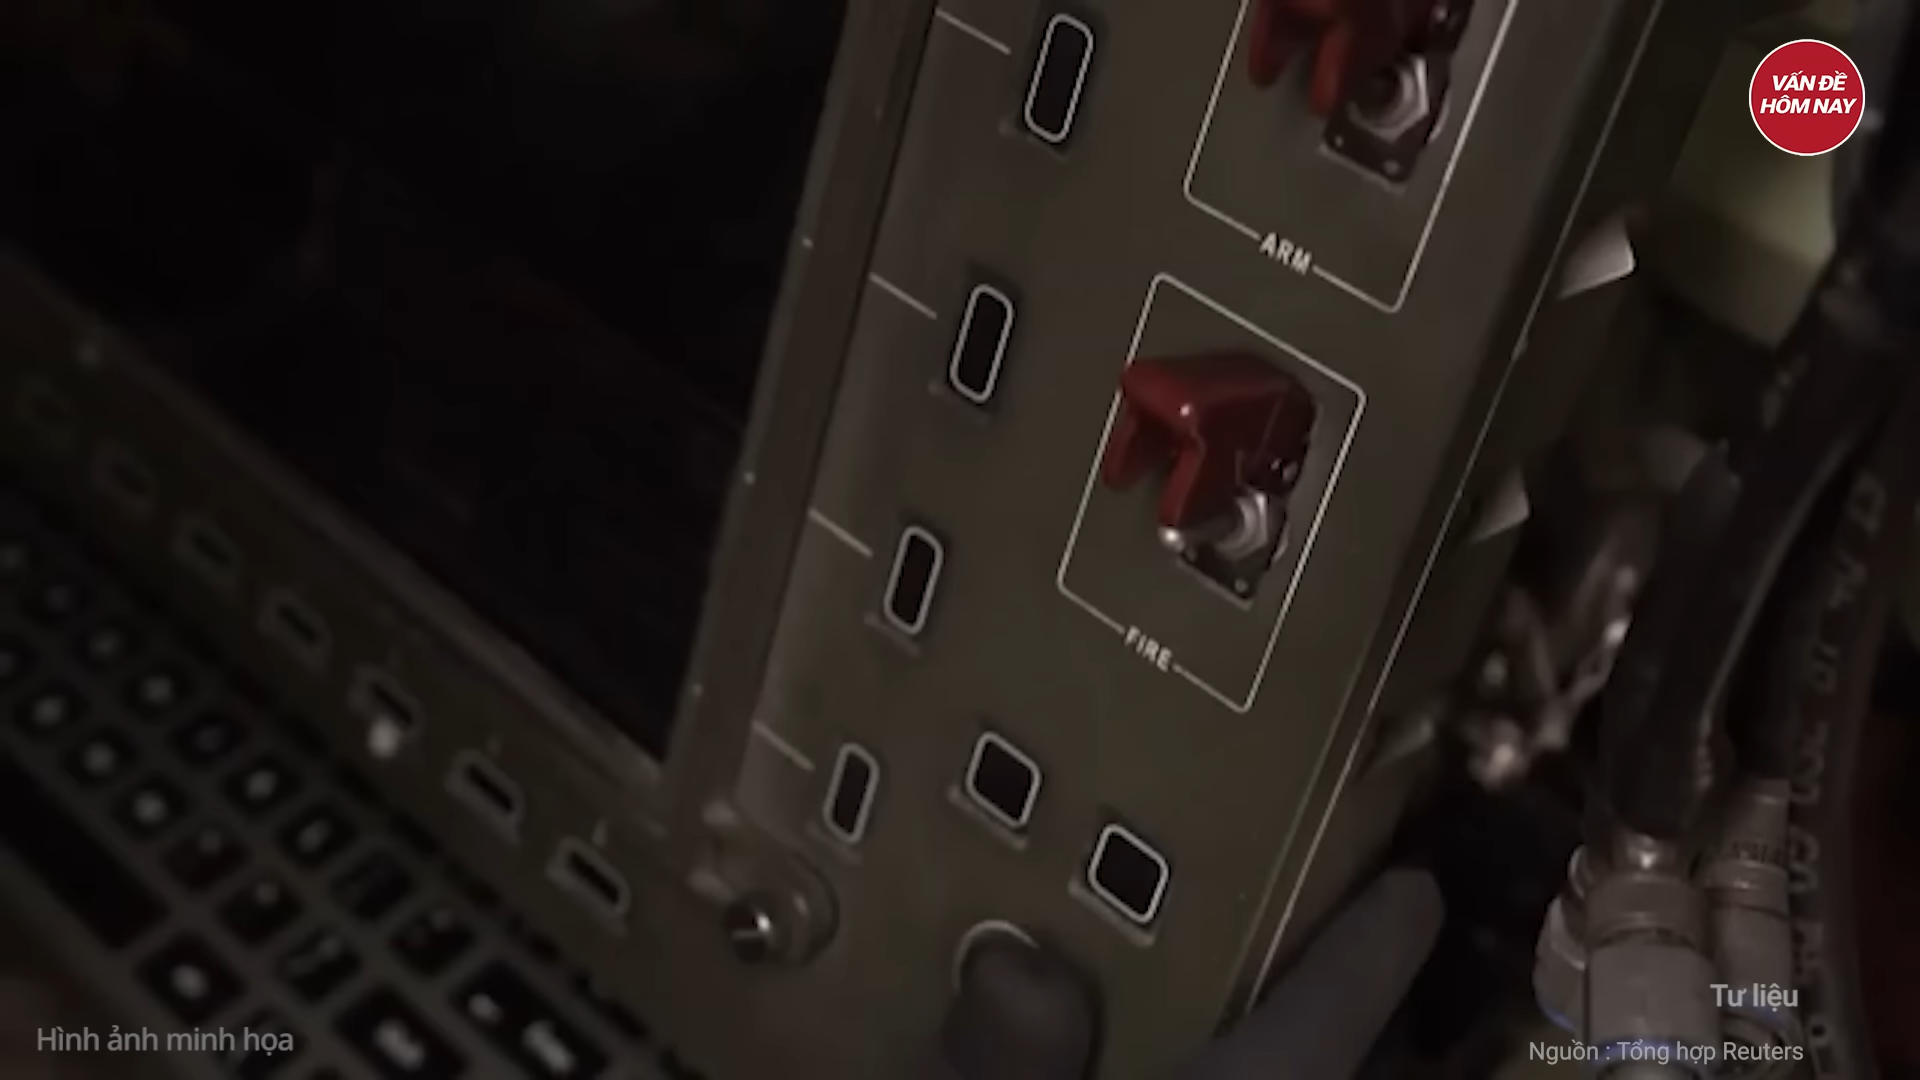 VẤN ĐỀ
HÔM NAY
ARM
FIRE
Tư liệu
Hình ảnh minh họa
Nguồn : Tổng hợp Reuters